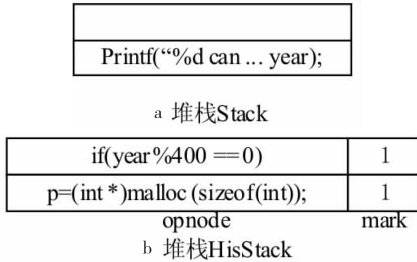 Printf(“%d can ... year);
a 堆栈Stack
if(year%400 ==0) 1
p=(int *)malloc (sizeof(int)); 1
opnode mark
b 堆栈HisStack